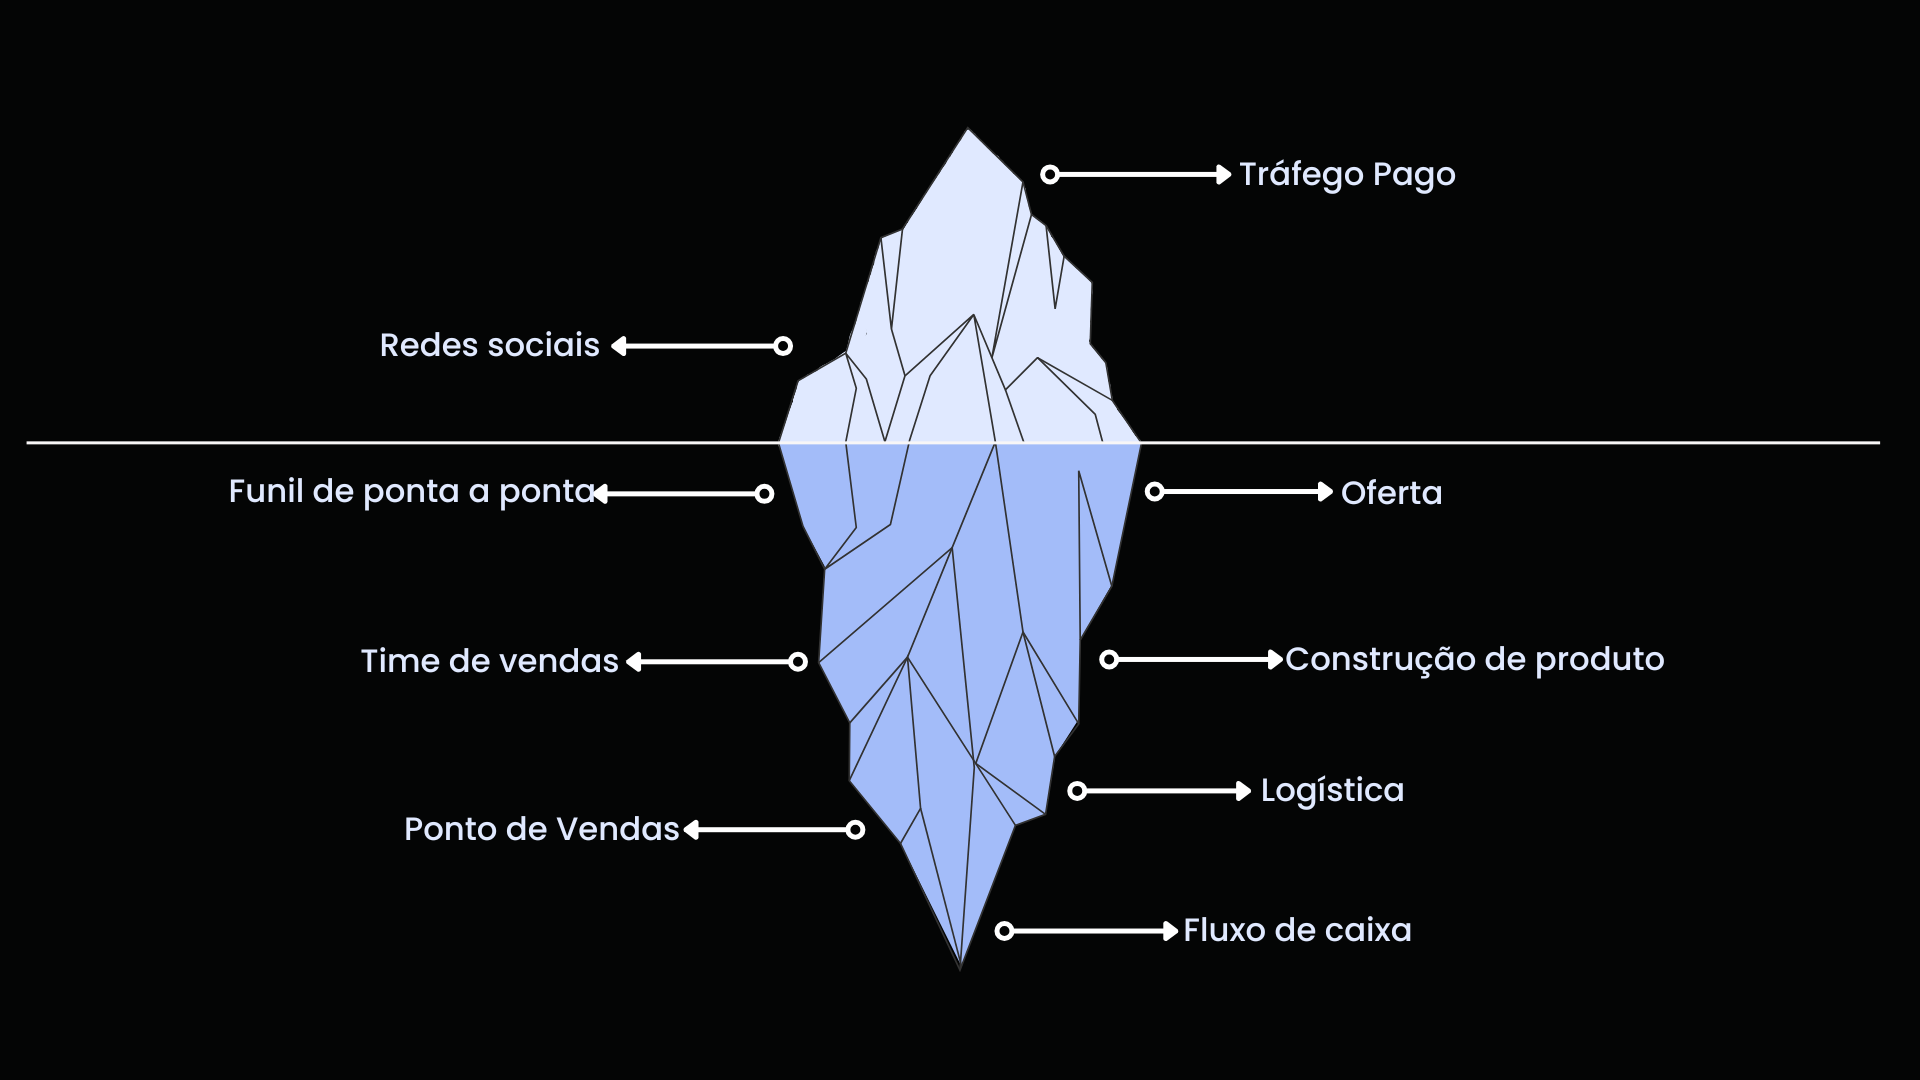 Tráfego Pago
Redes sociais
Funil de ponta a ponta
Oferta
Time de vendas
Construção de produto
Logística
Ponto de Vendas
Fluxo de caixa